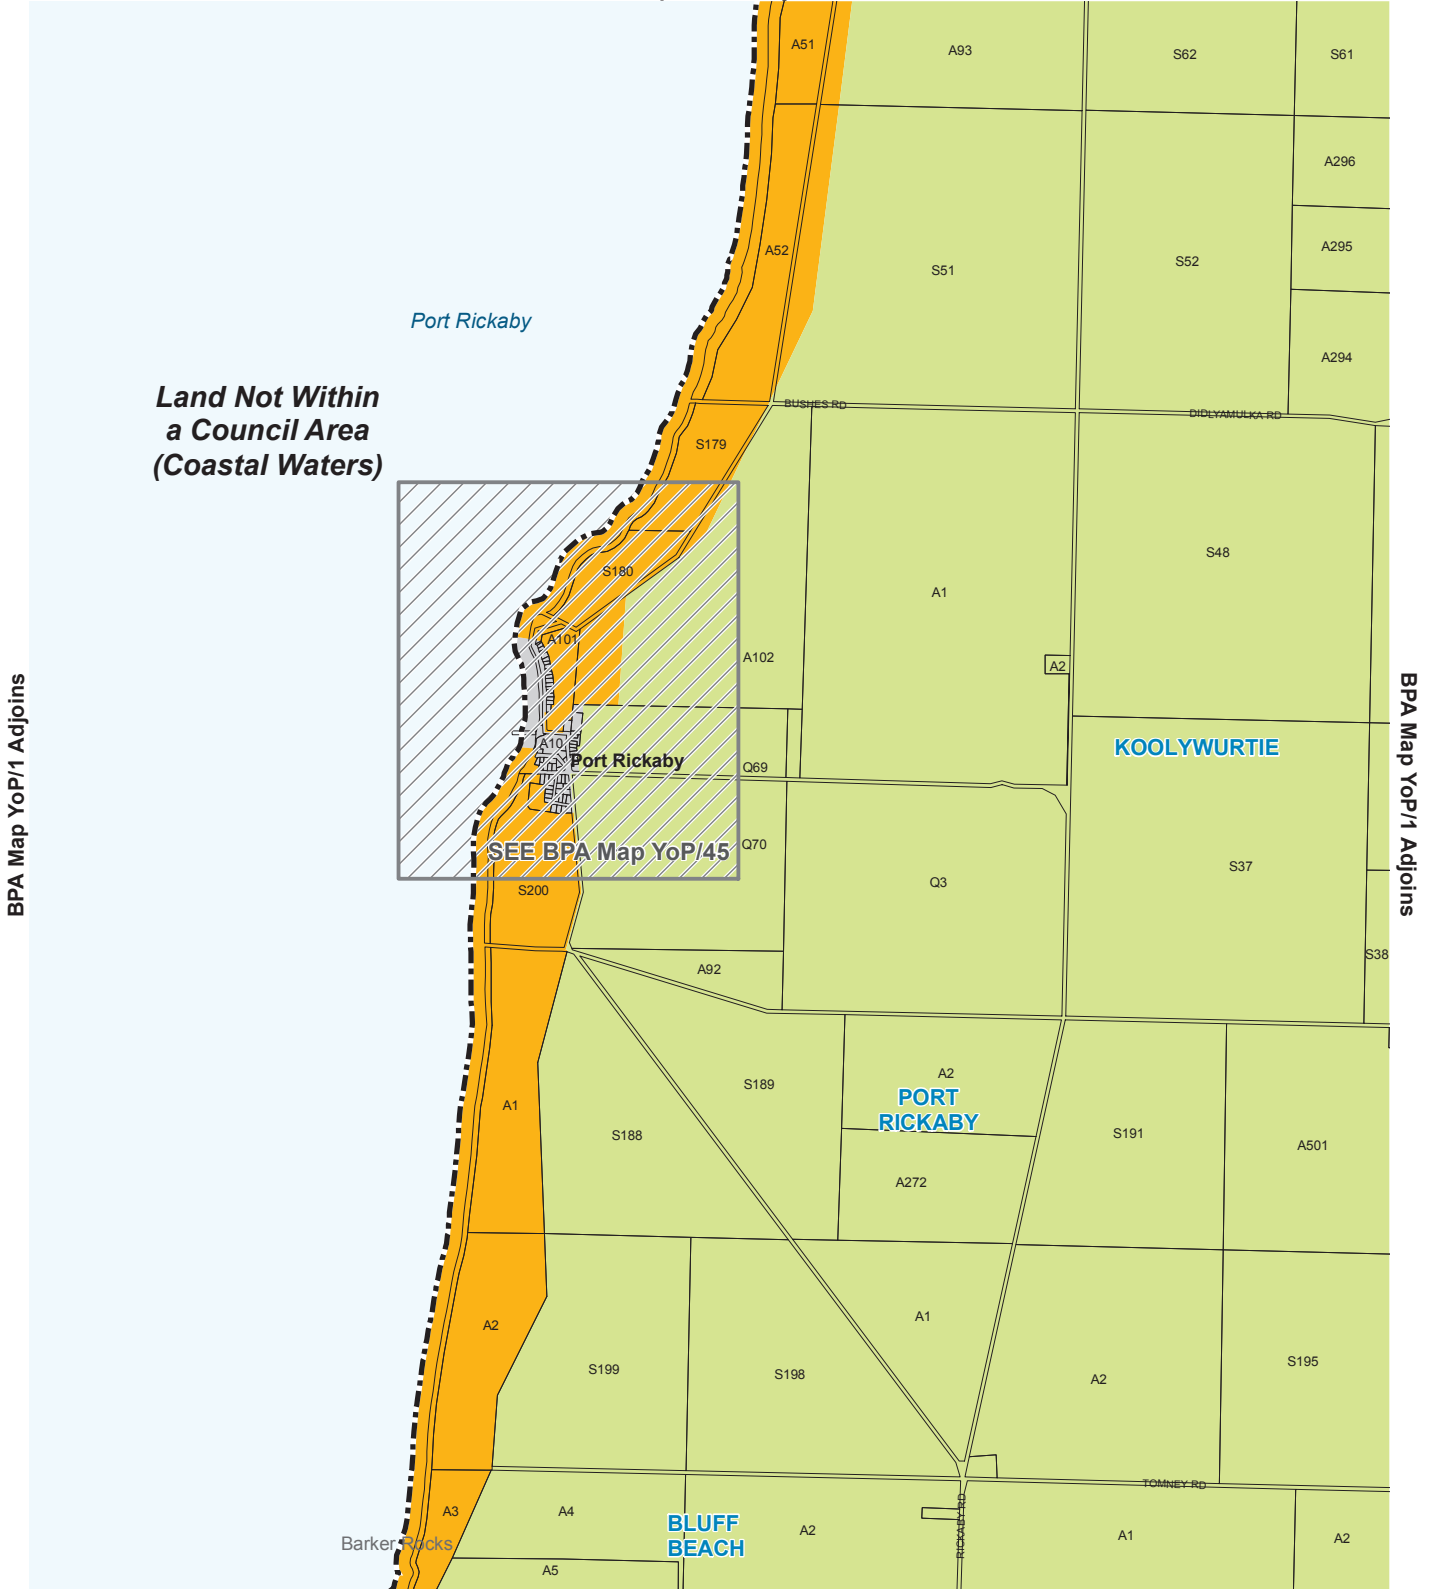 A51
A93
S62
S61
A296
A295
A52
S51
S52
Port Rickaby
A294
Land Not Within
a Council Area
(Coastal Waters)
BUSHES RD
DIDLYAMULKA RD
S179
S48
S180
A1
A101
A102
A2
BPA Map YoP/1 Adjoins
BPA Map YoP/1 Adjoins
A10
KOOLYWURTIE
Port Rickaby
Q69
Q70
SEE BPA Map YoP/45
S37
Q3
S200
S38
A92
A2
S189
PORT
RICKABY
A1
S188
S191
A501
A272
A1
A2
S199
S198
A2
S195
TOMNEY RD
A3
A4
BLUFF
BEACH
A2
RICKABY RD
A1
A2
Barker Rocks
A5